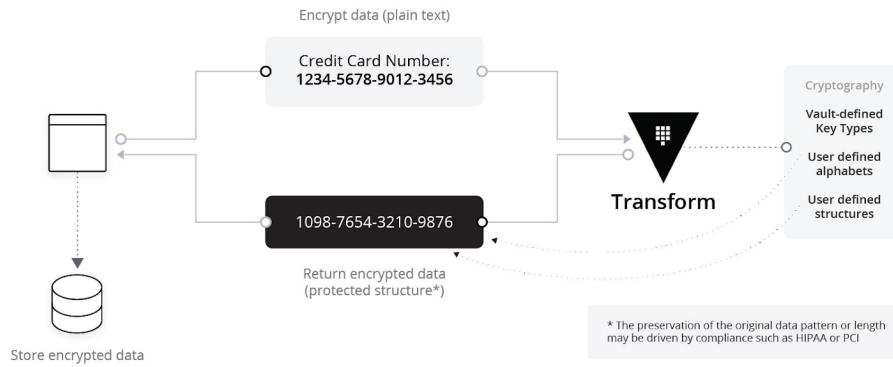 Encrypt data (plain text)
Credit Card Number:
1234-5678-9012-3456
Cryptography
Vault-defined
Key Types
User defined
alphabets
User defined
structures
Transform
1098-7654-3210-9876
Return encrypted data
(protected structure*)
Store encrypted data
* The preservation of the original data pattern or length
may be driven by compliance such as HIPAA or PCI